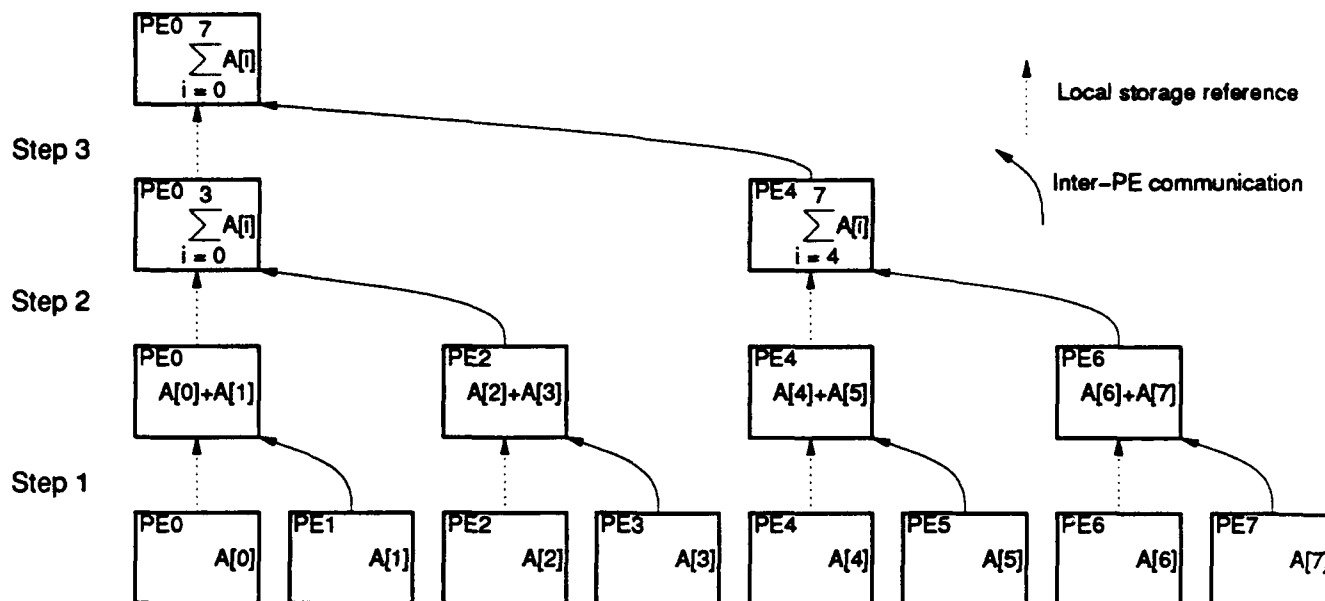 PE0
7
∑ A[i]
i = 0
Local storage reference
Step 3
Inter-PE communication
PE0
3
∑ A[i]
i = 0
PE4
7
∑ A[i]
i = 4
Step 2
PE0
A[0]+A[1]
PE2
A[2]+A[3]
PE4
A[4]+A[5]
PE6
A[6]+A[7]
Step 1
PE0
A[0]
PE1
A[1]
PE2
A[2]
PE3
A[3]
PE4
A[4]
PE5
A[5]
PE6
A[6]
PE7
A[7]